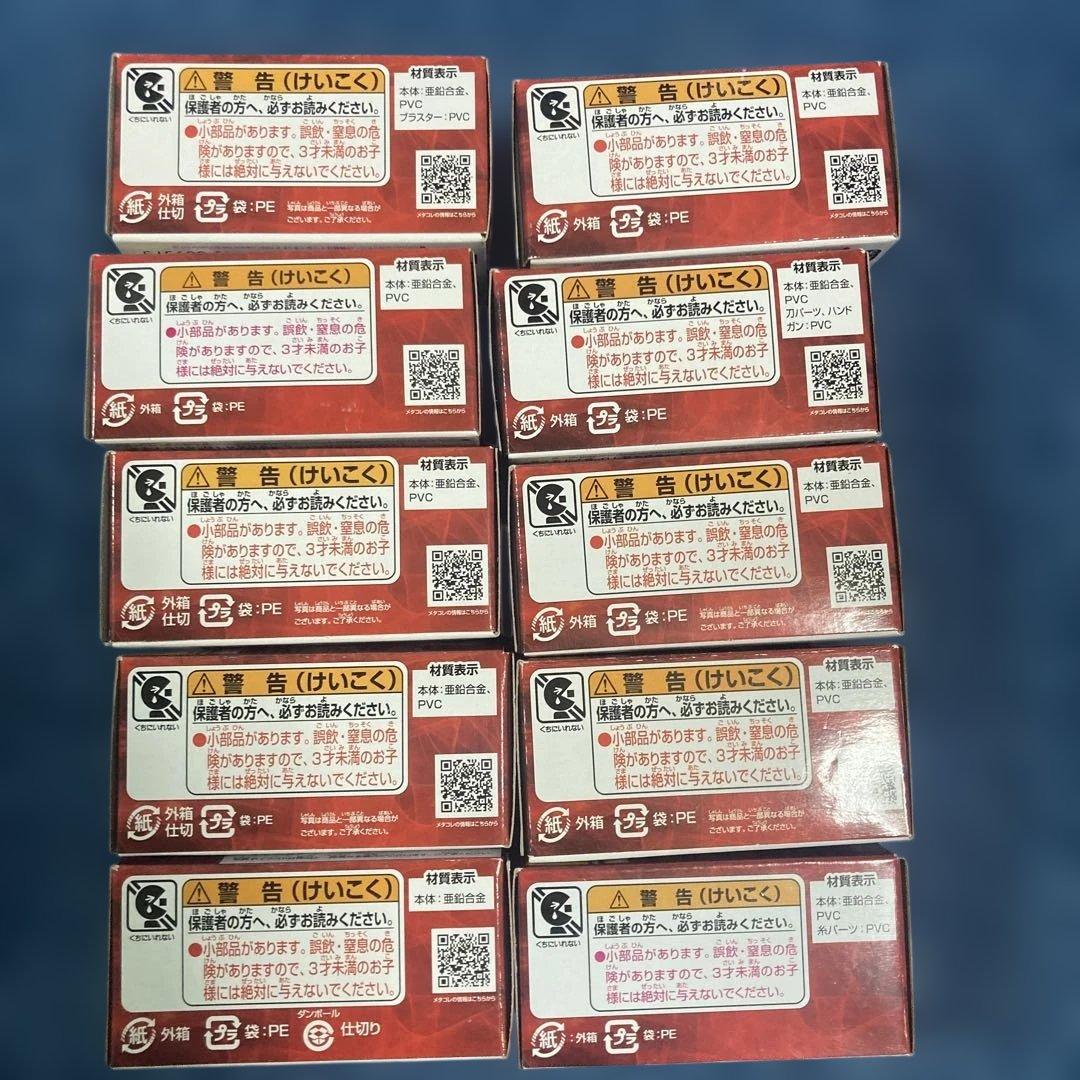 警告(けいこく)
保護者の方へ、必ずお読みください。
●小部品があります。誤飲・窒息の危
険がありますので、3才未満のお子
様には絶対に与えないでください。
くちにいれない
材質表示
本体：亜鉛合金、
PVC
ブラスター：PVC
メタコレの情報はこちらから
紙 外箱
仕切
プラ 袋：PE
写真は商品と一部異なる場合が
ございます。ご了承ください。
警告(けいこく)
保護者の方へ、必ずお読みください。
●小部品があります。誤飲・窒息の危
険がありますので、3才未満のお子
様には絶対に与えないでください。
くちにいれない
材質表示
本体：亜鉛合金、
PVC
メタコレの情報はこちらから
紙 外箱
プラ 袋：PE
警告(けいこく)
保護者の方へ、必ずお読みください。
●小部品があります。誤飲・窒息の危
険がありますので、3才未満のお子
様には絶対に与えないでください。
くちにいれない
材質表示
本体：亜鉛合金、
PVC
メタコレの情報はこちらから
紙 外箱
プラ 袋：PE
警告(けいこく)
保護者の方へ、必ずお読みください。
●小部品があります。誤飲・窒息の危
険がありますので、3才未満のお子
様には絶対に与えないでください。
くちにいれない
材質表示
本体：亜鉛合金、
PVC
刀パーツ、ハンド
ガン：PVC
メタコレの情報はこちらから
紙 外箱
プラ 袋：PE
警告(けいこく)
保護者の方へ、必ずお読みください。
●小部品があります。誤飲・窒息の危
険がありますので、3才未満のお子
様には絶対に与えないでください。
くちにいれない
材質表示
本体：亜鉛合金、
PVC
メタコレの情報はこちらから
紙 外箱
仕切
プラ 袋：PE
写真は商品と一部異なる場合が
ございます。ご了承ください。
警告(けいこく)
保護者の方へ、必ずお読みください。
●小部品があります。誤飲・窒息の危
険がありますので、3才未満のお子
様には絶対に与えないでください。
くちにいれない
材質表示
本体：亜鉛合金、
PVC
メタコレの情報はこちらから
紙 外箱
プラ 袋：PE
写真は商品と一部異なる場合が
ございます。ご了承ください。
警告(けいこく)
保護者の方へ、必ずお読みください。
●小部品があります。誤飲・窒息の危
険がありますので、3才未満のお子
様には絶対に与えないでください。
くちにいれない
材質表示
本体：亜鉛合金、
PVC
メタコレの情報はこちらから
紙 外箱
仕切
プラ 袋：PE
写真は商品と一部異なる場合が
ございます。ご了承ください。
警告(けいこく)
保護者の方へ、必ずお読みください。
●小部品があります。誤飲・窒息の危
険がありますので、3才未満のお子
様には絶対に与えないでください。
くちにいれない
材質表示
本体：亜鉛合金、
PVC
紙 外箱
プラ 袋：PE
写真は商品と一部異なる場合が
ございます。ご了承ください。
警告(けいこく)
保護者の方へ、必ずお読みください。
●小部品があります。誤飲・窒息の危
険がありますので、3才未満のお子
様には絶対に与えないでください。
くちにいれない
材質表示
本体：亜鉛合金
メタコレの情報はこちらから
紙 外箱
プラ 袋：PE
ダンボール
仕切り
警告(けいこく)
保護者の方へ、必ずお読みください。
●小部品があります。誤飲・窒息の危
険がありますので、3才未満のお子
様には絶対に与えないでください。
くちにいれない
材質表示
本体：亜鉛合金、
PVC
糸パーツ：PVC
紙：外箱
プラ 袋：PE